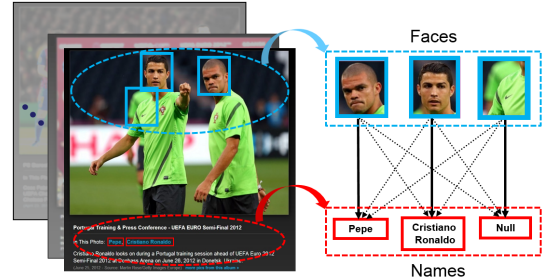 Faces
Portugal Training & Press Conference - UEFA EURO Semi-Final 2012
In This Photo: Pepe, Cristiano Ronaldo
Cristiano Ronaldo looks on during a Portugal training session ahead of UEFA EURO 2012
Semi-Final 2012 at Donbass Arena on June 26, 2012 in Donetsk, Ukraine.
Pepe
Cristiano
Ronaldo
Null
Names